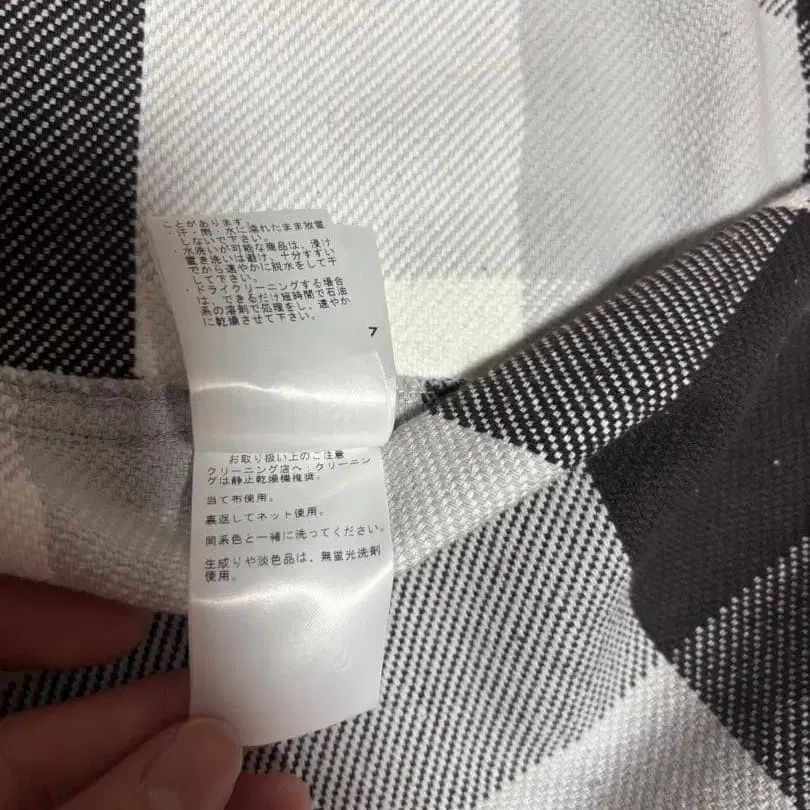 ことがあります。
・汗・雨・水に濡れたまま放置
しないで下さい。
・水洗いが可能な商品は、浸け
置き洗いは避け、十分すすい
でから速やかに脱水をして干
して下さい。
・ドライクリーニングする場合
は、できるだけ短時間で石油
系の溶剤で処理をし、速やか
に乾燥させて下さい。
7
お取り扱い上のご注意
クリーニング店へ：クリーニン
グは静止乾燥機推奨。
当て布使用。
裏返してネット使用。
同系色と一緒に洗ってください。
生成りや淡色品は、無蛍光洗剤
使用。